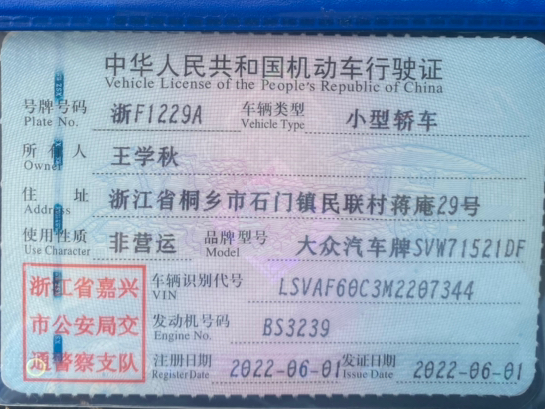 中华人民共和国机动车行驶证
Vehicle License of the People's Republic of China
号牌号码 浙F1229A 车辆类型 小型轿车
Plate No. Vehicle Type
所有人 王学秋
Owner
住址 浙江省桐乡市石门镇民联村蒋庵29号
Address
使用性质 非营运 品牌型号 大众汽车牌SVW71521DF
Use Character Model
浙江省嘉兴
市公安局交
通警察支队
车辆识别代号 LSVAF60C3M2207344
VIN
发动机号码 BS3239
Engine No.
注册日期 2022-06-01 发证日期 2022-06-01
Register Date Issue Date